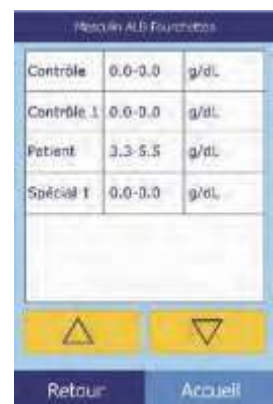 Masculin ALB Fourchettes
Contrôle 0.0-0.0 g/dL
Contrôle 1 0.0-0.0 g/dL
Patient 3.3-5.5 g/dL
Spécial 1 0.0-0.0 g/dL
Retour Accueil